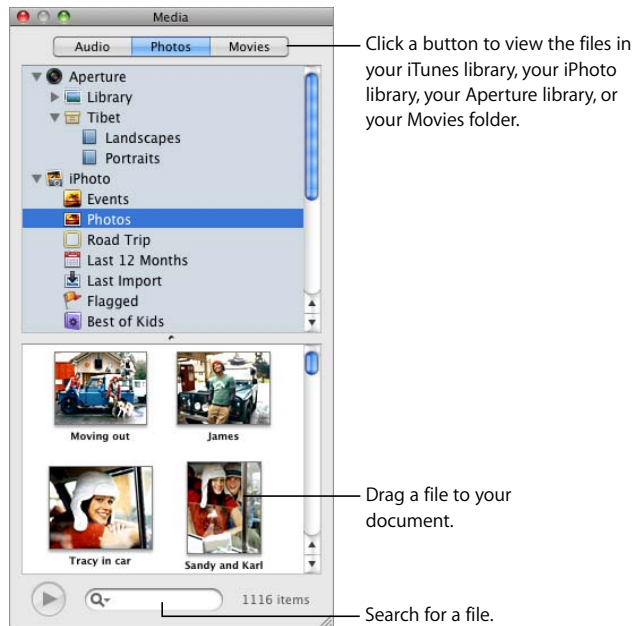 Media
Audio Photos Movies
Click a button to view the files in
your iTunes library, your iPhoto
library, your Aperture library, or
your Movies folder.
Aperture
Library
Tibet
Landscapes
Portraits
iPhoto
Events
Photos
Road Trip
Last 12 Months
Last Import
Flagged
Best of Kids
Moving out
James
Tracy in car
Sandy and Karl
Drag a file to your
document.
1116 items
Search for a file.